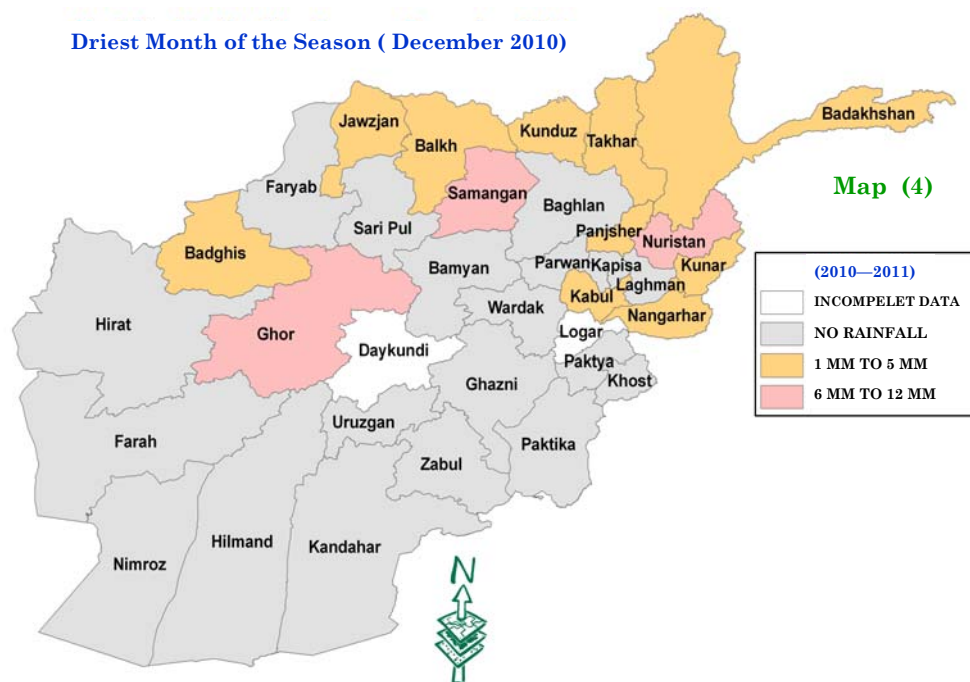 Driest Month of the Season ( December 2010)
Jawzjan
Balkh
Kunduz
Takhar
Badakhshan
Faryab
Samangan
Map (4)
Sari Pul
Baghlan
Panjsher
Nuristan
Badghis
Bamyan
Parwan
Kapisa
Kunar
Laghman
Hirat
Ghor
Wardak
Kabul
Nangarhar
Logar
Daykundi
Paktya
Ghazni
Khost
Uruzgan
Farah
Zabul
Paktika
Hilmand
Kandahar
Nimroz
(2010—2011)
INCOMPELET DATA
NO RAINFALL
1 MM TO 5 MM
6 MM TO 12 MM
N